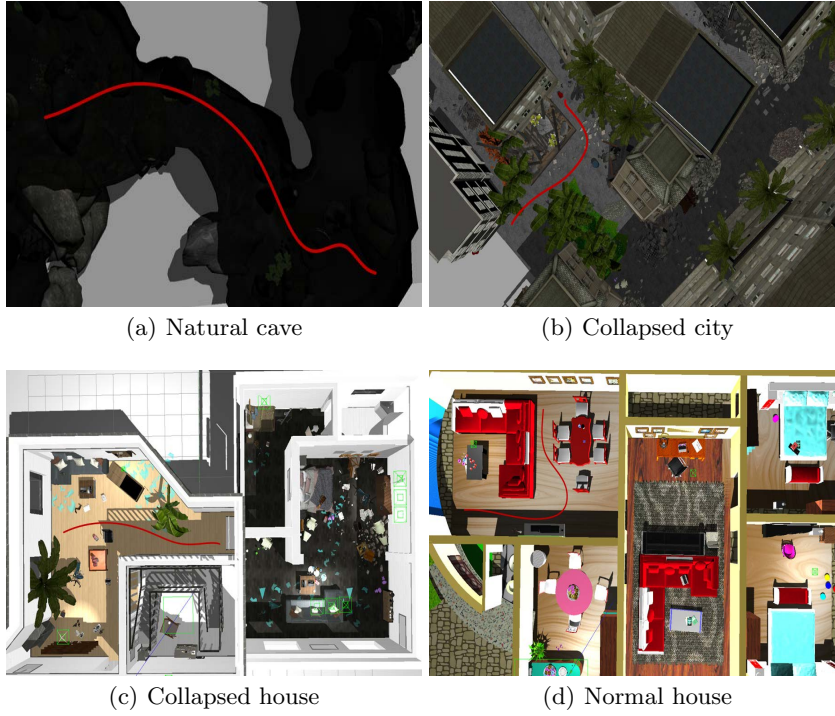 (a) Natural cave
(b) Collapsed city
(c) Collapsed house
(d) Normal house